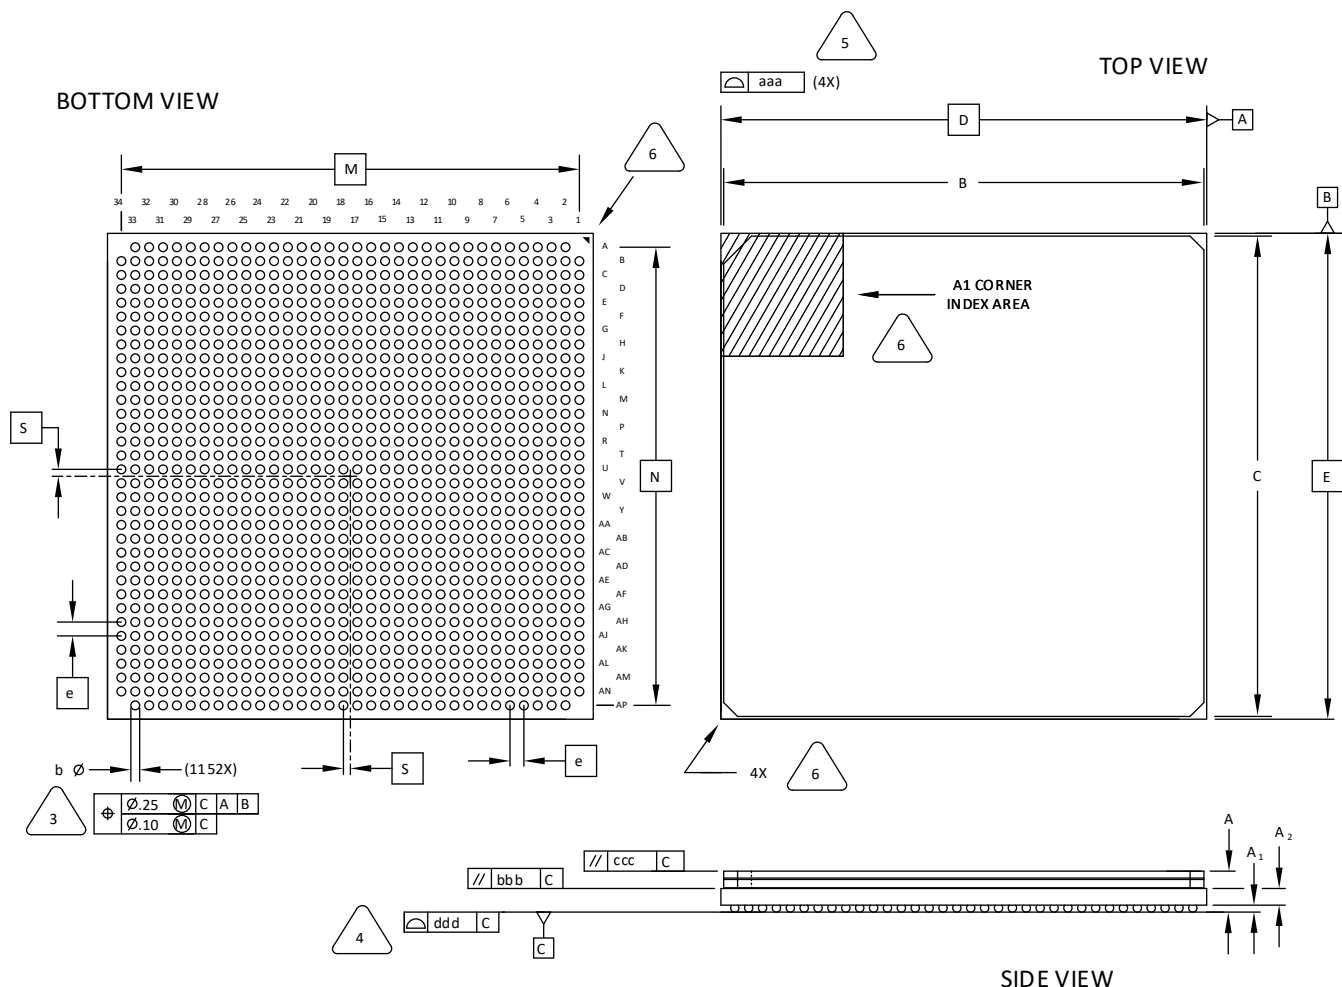 5
TOP VIEW
aaa (4X)
BOTTOM VIEW
D
A
6
M
B
B
34 32 30 28 26 24 22 20 18 16 14 12 10 8 6 4 2
33 31 29 27 25 23 21 19 17 15 13 11 9 7 5 3 1
A
B
C
D
E
F
G
H
J
K
L
M
N
P
R
T
U
V
W
Y
AA
AB
AC
AD
AE
AF
AG
AH
AJ
AK
AL
AM
AN
AP
A1 CORNER
INDEX AREA
6
S
N
C
E
e
S
e
b Ø (1152X)
4X
6
3
⌖ Ø.25 Ⓜ C A B
Ø.10 Ⓜ C
A
A2
A1
// ccc C
// bbb C
4
ddd C
C
SIDE VIEW